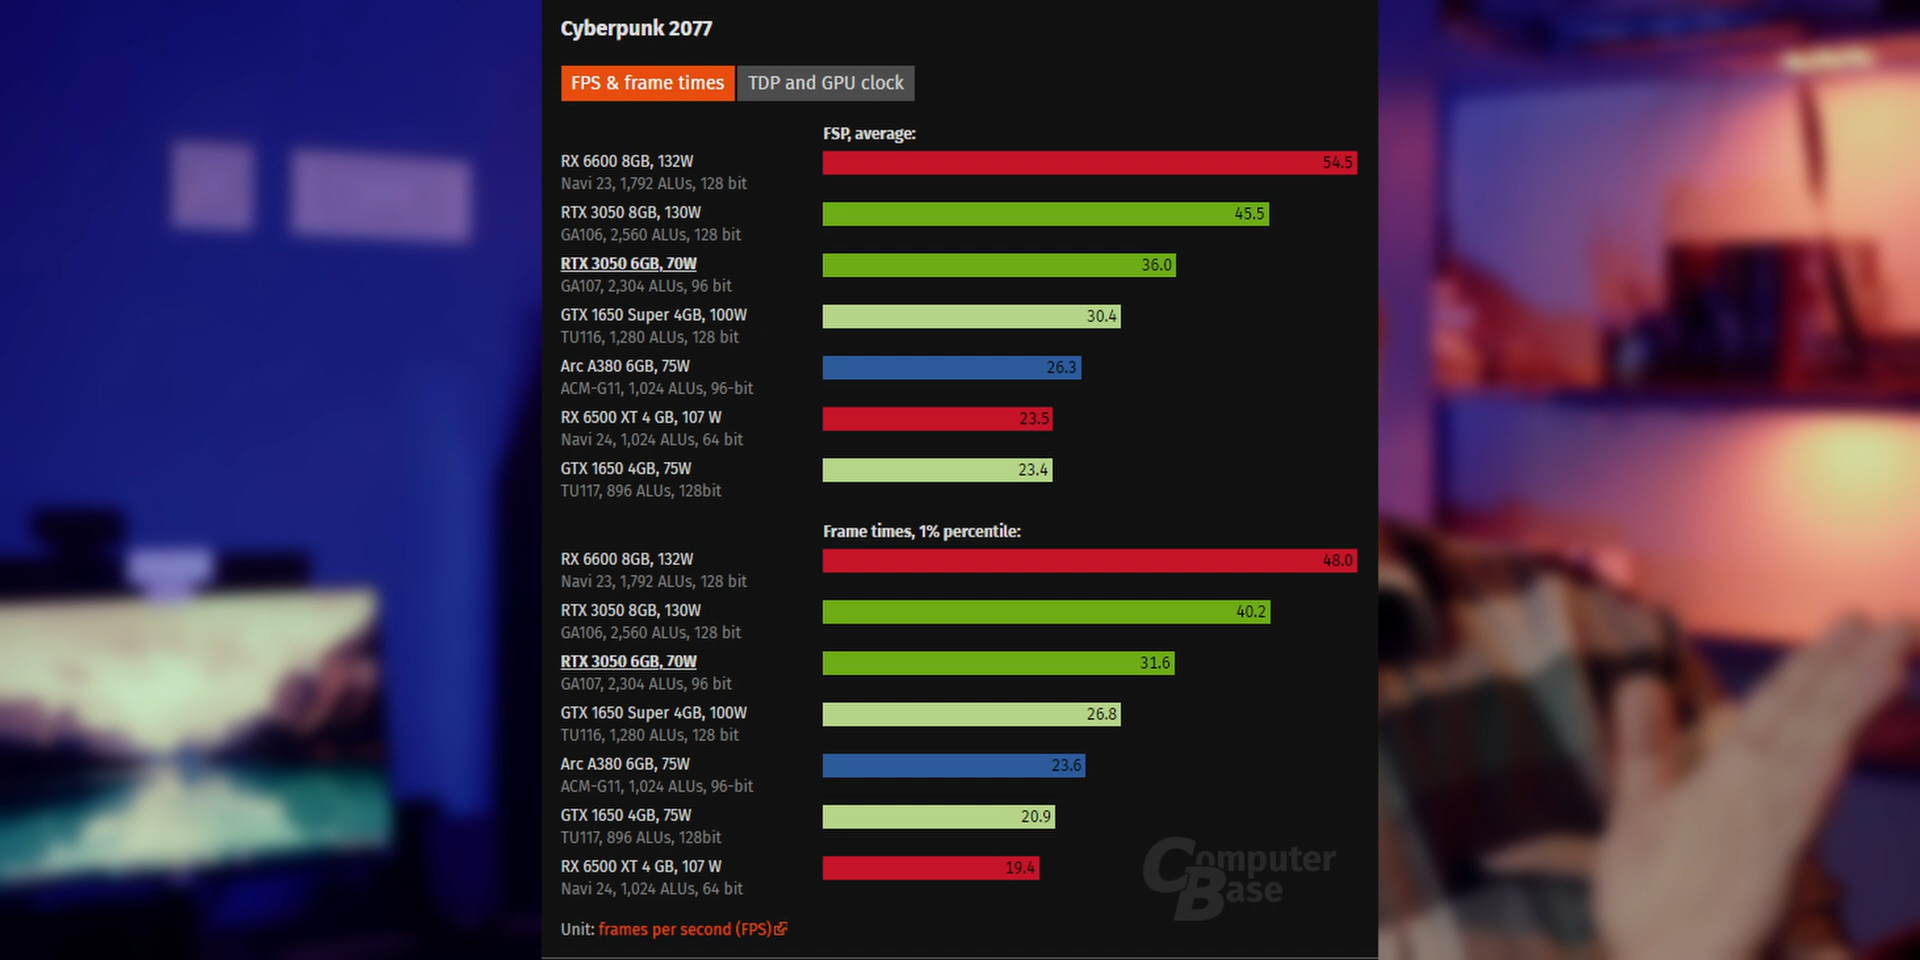 Cyberpunk 2077
FPS & frame times
TDP and GPU clock
FSP, average:
RX 6600 8GB, 132W
54.5
Navi 23, 1,792 ALUs, 128 bit
RTX 3050 8GB, 130W
45.5
GA106, 2,560 ALUs, 128 bit
RTX 3050 6GB, 70W
36.0
GA107, 2,304 ALUs, 96 bit
GTX 1650 Super 4GB, 100W
30.4
TU116, 1,280 ALUs, 128 bit
Arc A380 6GB, 75W
26.3
ACM-G11, 1,024 ALUs, 96-bit
RX 6500 XT 4 GB, 107 W
23.5
Navi 24, 1,024 ALUs, 64 bit
GTX 1650 4GB, 75W
23.4
TU117, 896 ALUs, 128bit
Frame times, 1% percentile:
RX 6600 8GB, 132W
48.0
Navi 23, 1,792 ALUs, 128 bit
RTX 3050 8GB, 130W
40.2
GA106, 2,560 ALUs, 128 bit
RTX 3050 6GB, 70W
31.6
GA107, 2,304 ALUs, 96 bit
GTX 1650 Super 4GB, 100W
26.8
TU116, 1,280 ALUs, 128 bit
Arc A380 6GB, 75W
23.6
ACM-G11, 1,024 ALUs, 96-bit
GTX 1650 4GB, 75W
20.9
TU117, 896 ALUs, 128bit
RX 6500 XT 4 GB, 107 W
19.4
Navi 24, 1,024 ALUs, 64 bit
Computer
Base
Unit: frames per second (FPS)